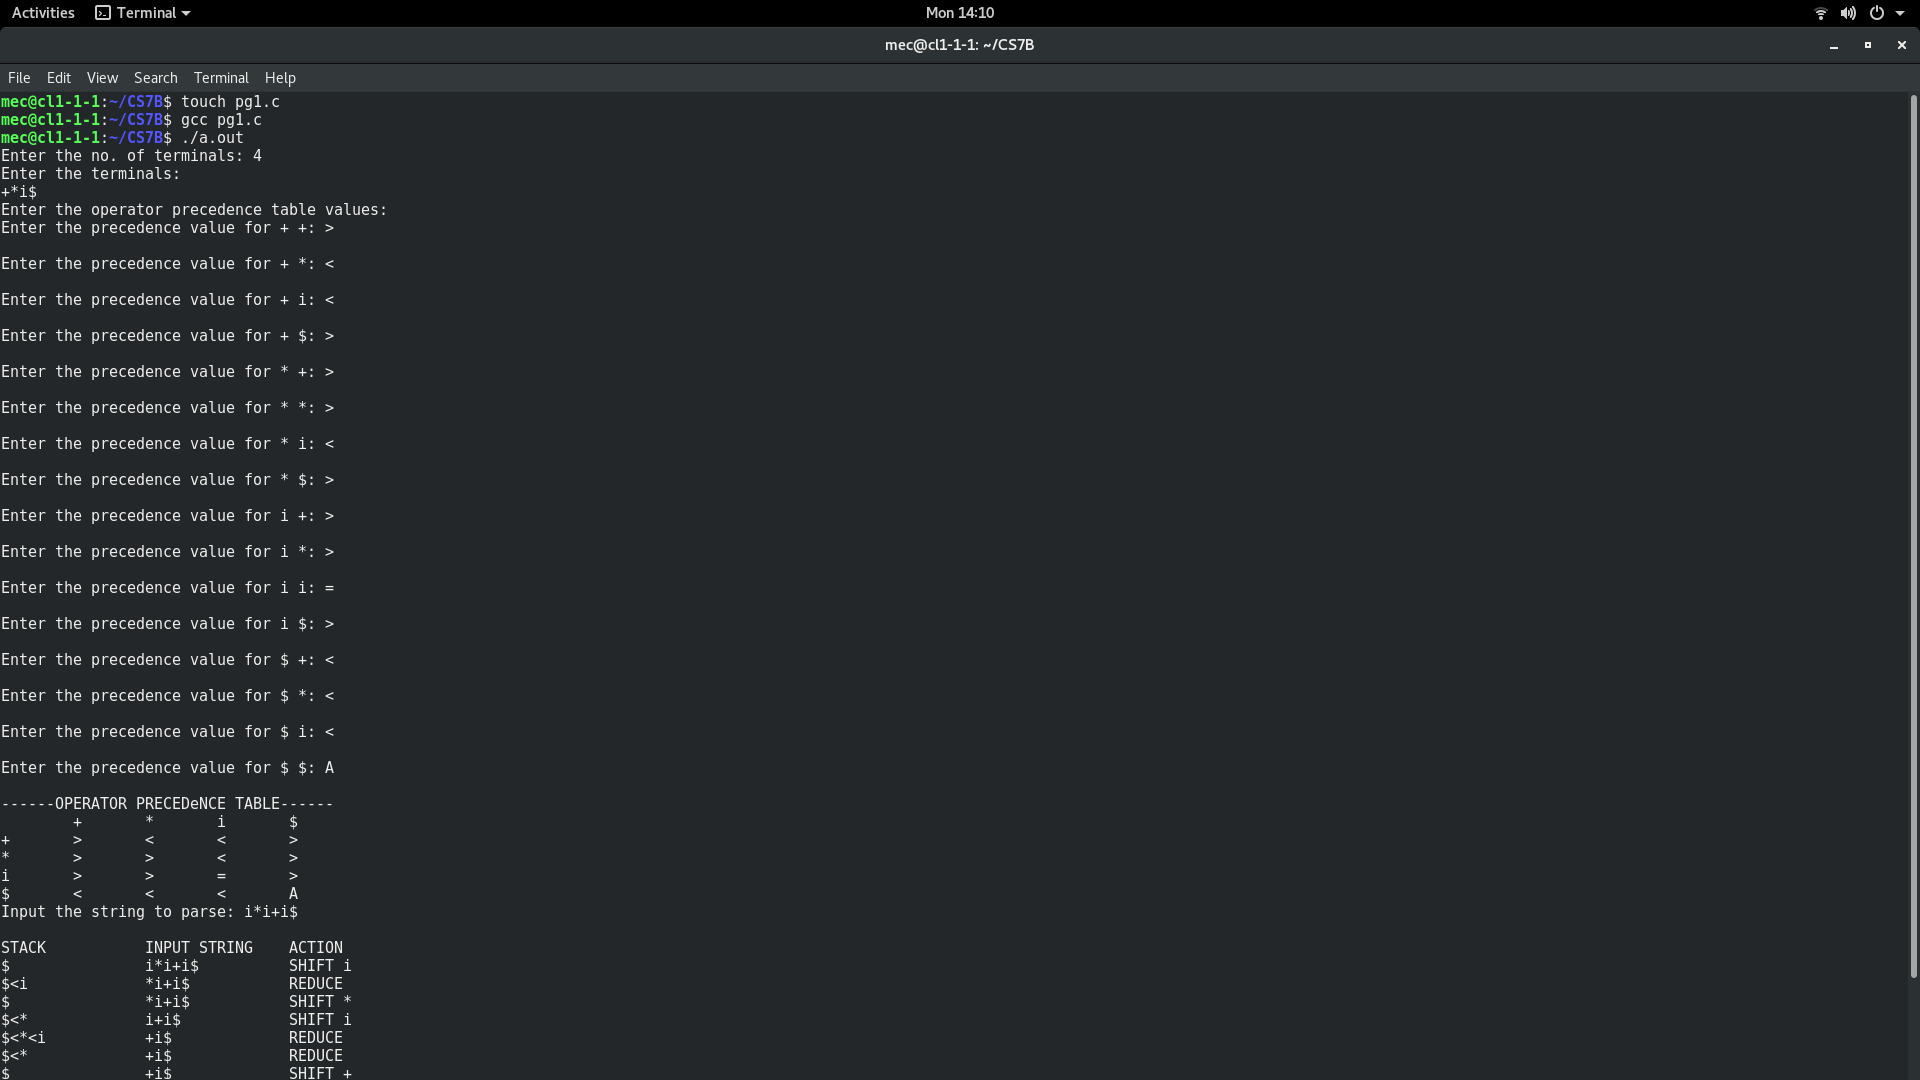 Activities Terminal Mon 14:10
mec@cl1-1-1: ~/CS7B
File Edit View Search Terminal Help
mec@cl1-1-1:~/CS7B$ touch pg1.c
mec@cl1-1-1:~/CS7B$ gcc pg1.c
mec@cl1-1-1:~/CS7B$ ./a.out
Enter the no. of terminals: 4
Enter the terminals:
+*i$
Enter the operator precedence table values:
Enter the precedence value for + +: >
Enter the precedence value for + *: <
Enter the precedence value for + i: <
Enter the precedence value for + $: >
Enter the precedence value for * +: >
Enter the precedence value for * *: >
Enter the precedence value for * i: <
Enter the precedence value for * $: >
Enter the precedence value for i +: >
Enter the precedence value for i *: >
Enter the precedence value for i i: =
Enter the precedence value for i $: >
Enter the precedence value for $ +: <
Enter the precedence value for $ *: <
Enter the precedence value for $ i: <
Enter the precedence value for $ $: A
------OPERATOR PRECEDeNCE TABLE------
+ * i $
+ > < < >
* > > < >
i > > = >
$ < < < A
Input the string to parse: i*i+i$
STACK INPUT STRING ACTION
$ i*i+i$ SHIFT i
$<i *i+i$ REDUCE
$ *i+i$ SHIFT *
$<* i+i$ SHIFT i
$<*<i +i$ REDUCE
$<* +i$ REDUCE
$ +i$ SHIFT +